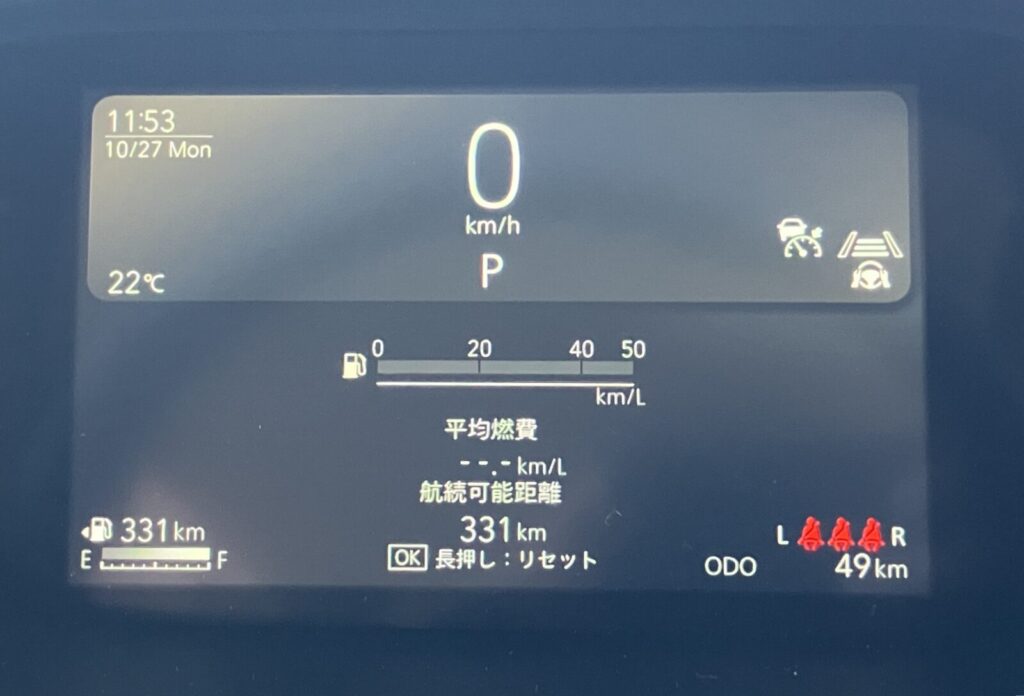 11:53
10/27 Mon
0
km/h
P
22℃
0 20 40 50
km/L
平均燃費
--.-km/L
航続可能距離
331km
331km
E F
OK 長押し：リセット
L R
ODO 49km